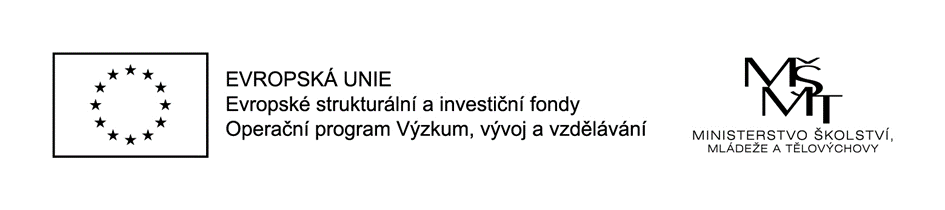 EVROPSKÁ UNIE
Evropské strukturální a investiční fondy
Operační program Výzkum, vývoj a vzdělávání
MŠ
MT
MINISTERSTVO ŠKOLSTVÍ,
MLÁDEŽE A TĚLOVÝCHOVY